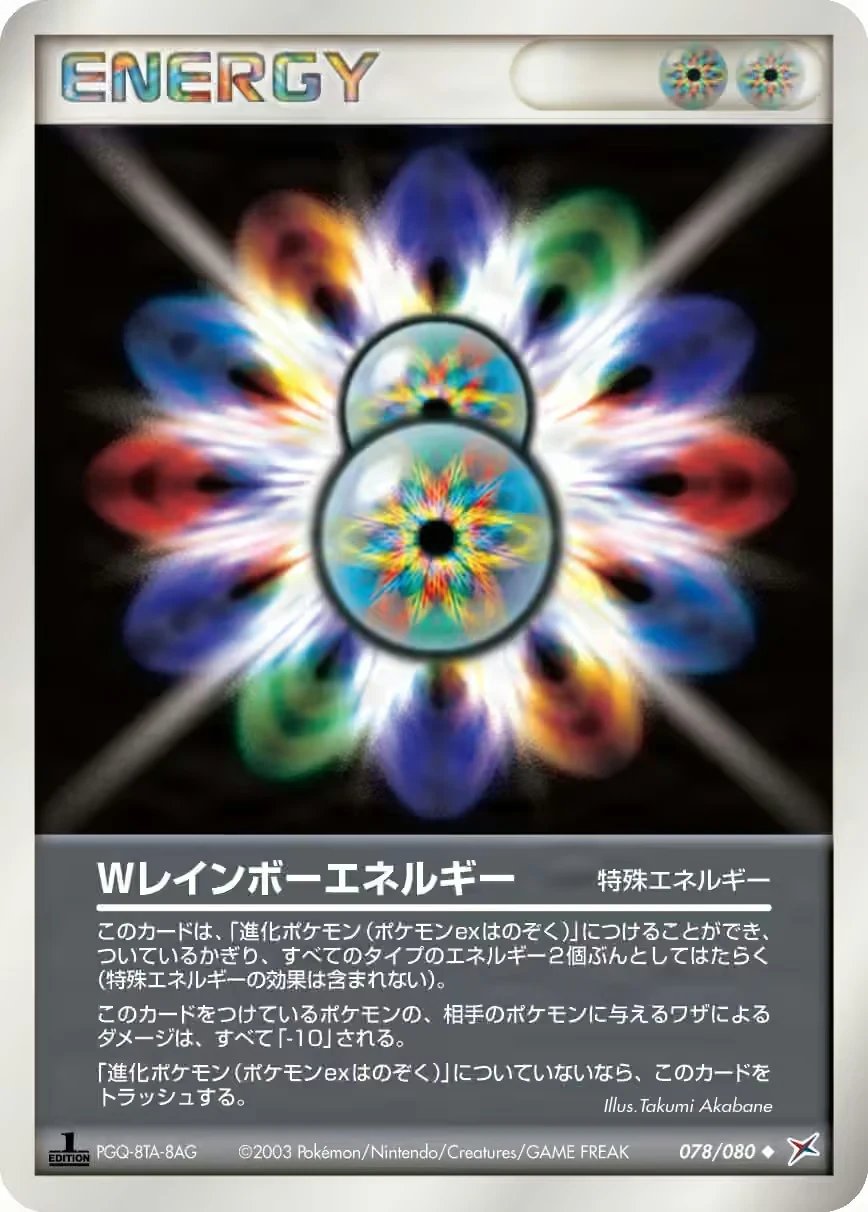 ENERGY
Wレインボーエネルギー 特殊エネルギー
このカードは、「進化ポケモン(ポケモンexはのぞく)」につけることができ、
ついているかぎり、すべてのタイプのエネルギー2個ぶんとしてはたらく
(特殊エネルギーの効果は含まれない)。
このカードをつけているポケモンの、相手のポケモンに与えるワザによる
ダメージは、すべて「-10」される。
「進化ポケモン(ポケモンexはのぞく)」についていないなら、このカードを
トラッシュする。
Illus.Takumi Akabane
1 EDITION PGQ-8TA-8AG ©2003 Pokémon/Nintendo/Creatures/GAME FREAK 078/080 ◆